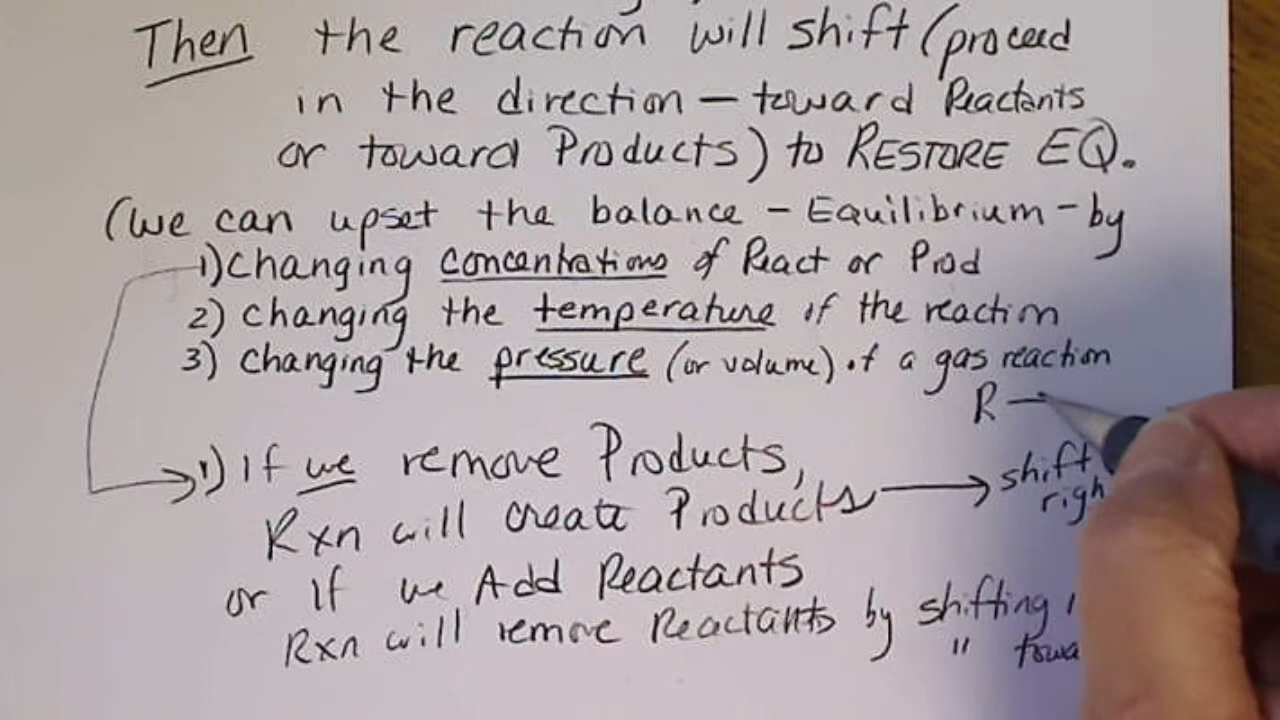 Then the reaction will shift (proceed
in the direction — toward Reactants
or toward Products) to RESTORE EQ.
(we can upset the balance - Equilibrium - by
1) Changing concentrations of React or Prod
2) Changing the temperature of the reaction
3) Changing the pressure (or volume) of a gas reaction
R —
1) If we remove Products,
Rxn will create Products → shift
or If we Add Reactants
Rxn will remove Reactants by shifting
"